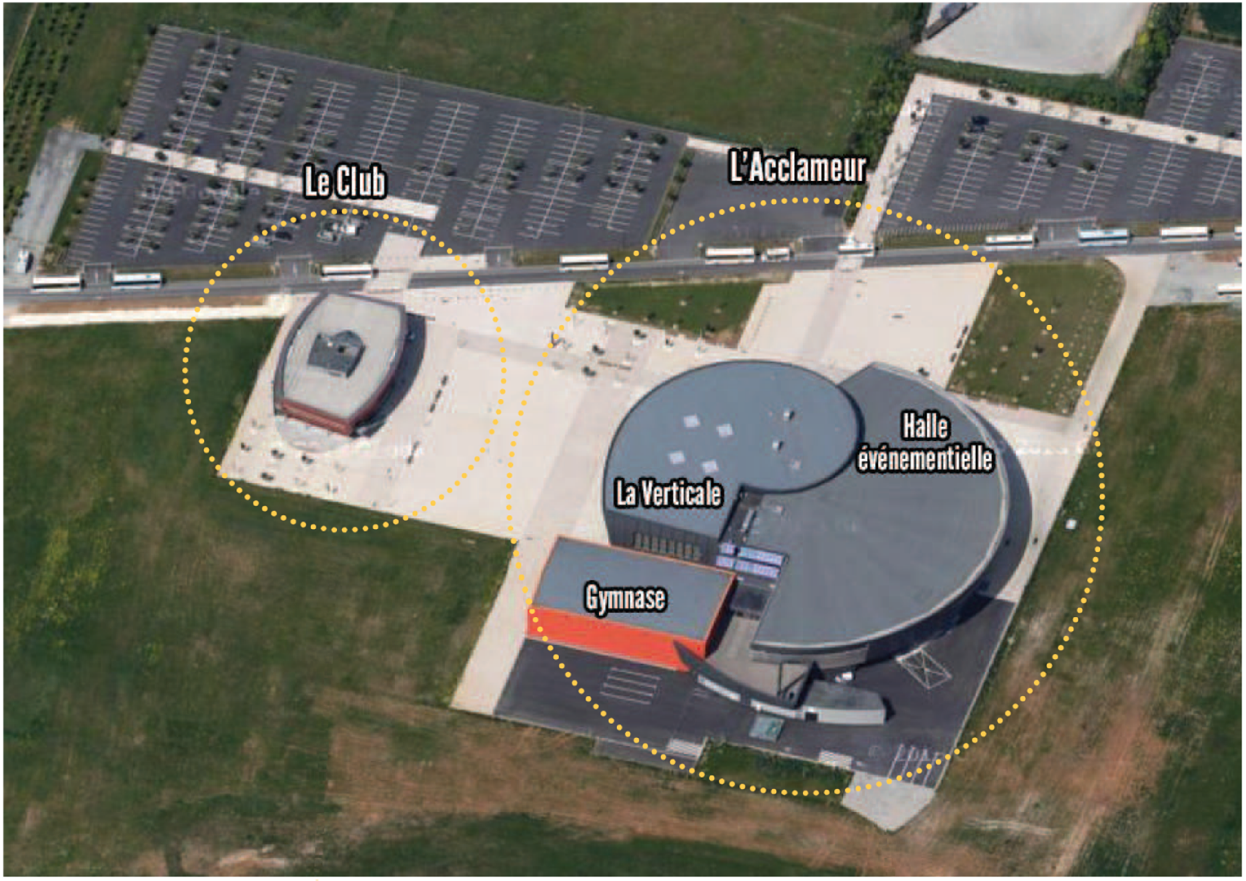 Le Club
L'Acclameur
Halle
événementielle
La Verticale
Gymnase